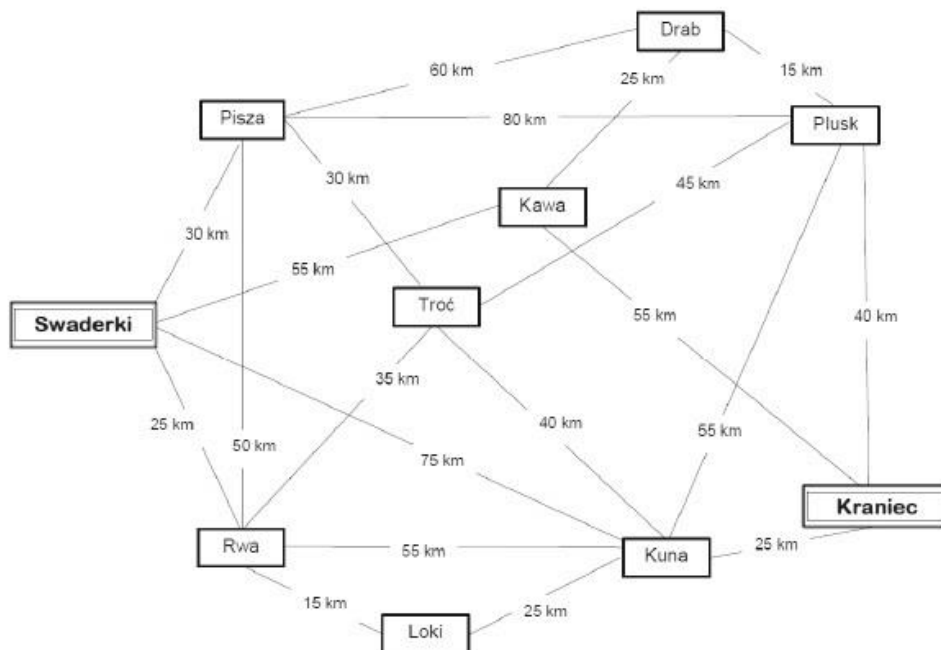 Drab
60 km
25 km
15 km
Pisza
80 km
Plusk
30 km
45 km
Kawa
30 km
55 km
Troć
Swaderki
55 km
40 km
35 km
25 km
40 km
55 km
50 km
75 km
Kraniec
Rwa
55 km
Kuna
25 km
15 km
25 km
Loki